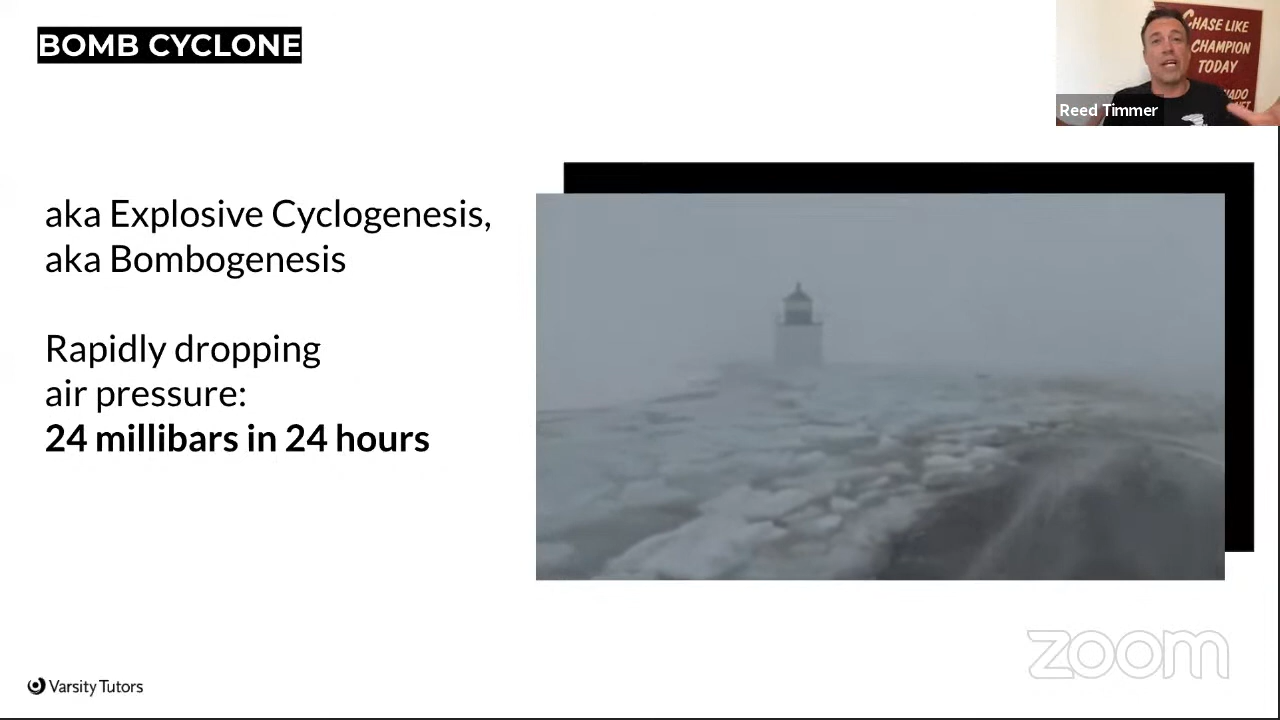 BOMB CYCLONE
CHASE LIKE
CHAMPION
TODAY
Reed Timmer
aka Explosive Cyclogenesis,
aka Bombogenesis
Rapidly dropping
air pressure:
24 millibars in 24 hours
zoom
Varsity Tutors